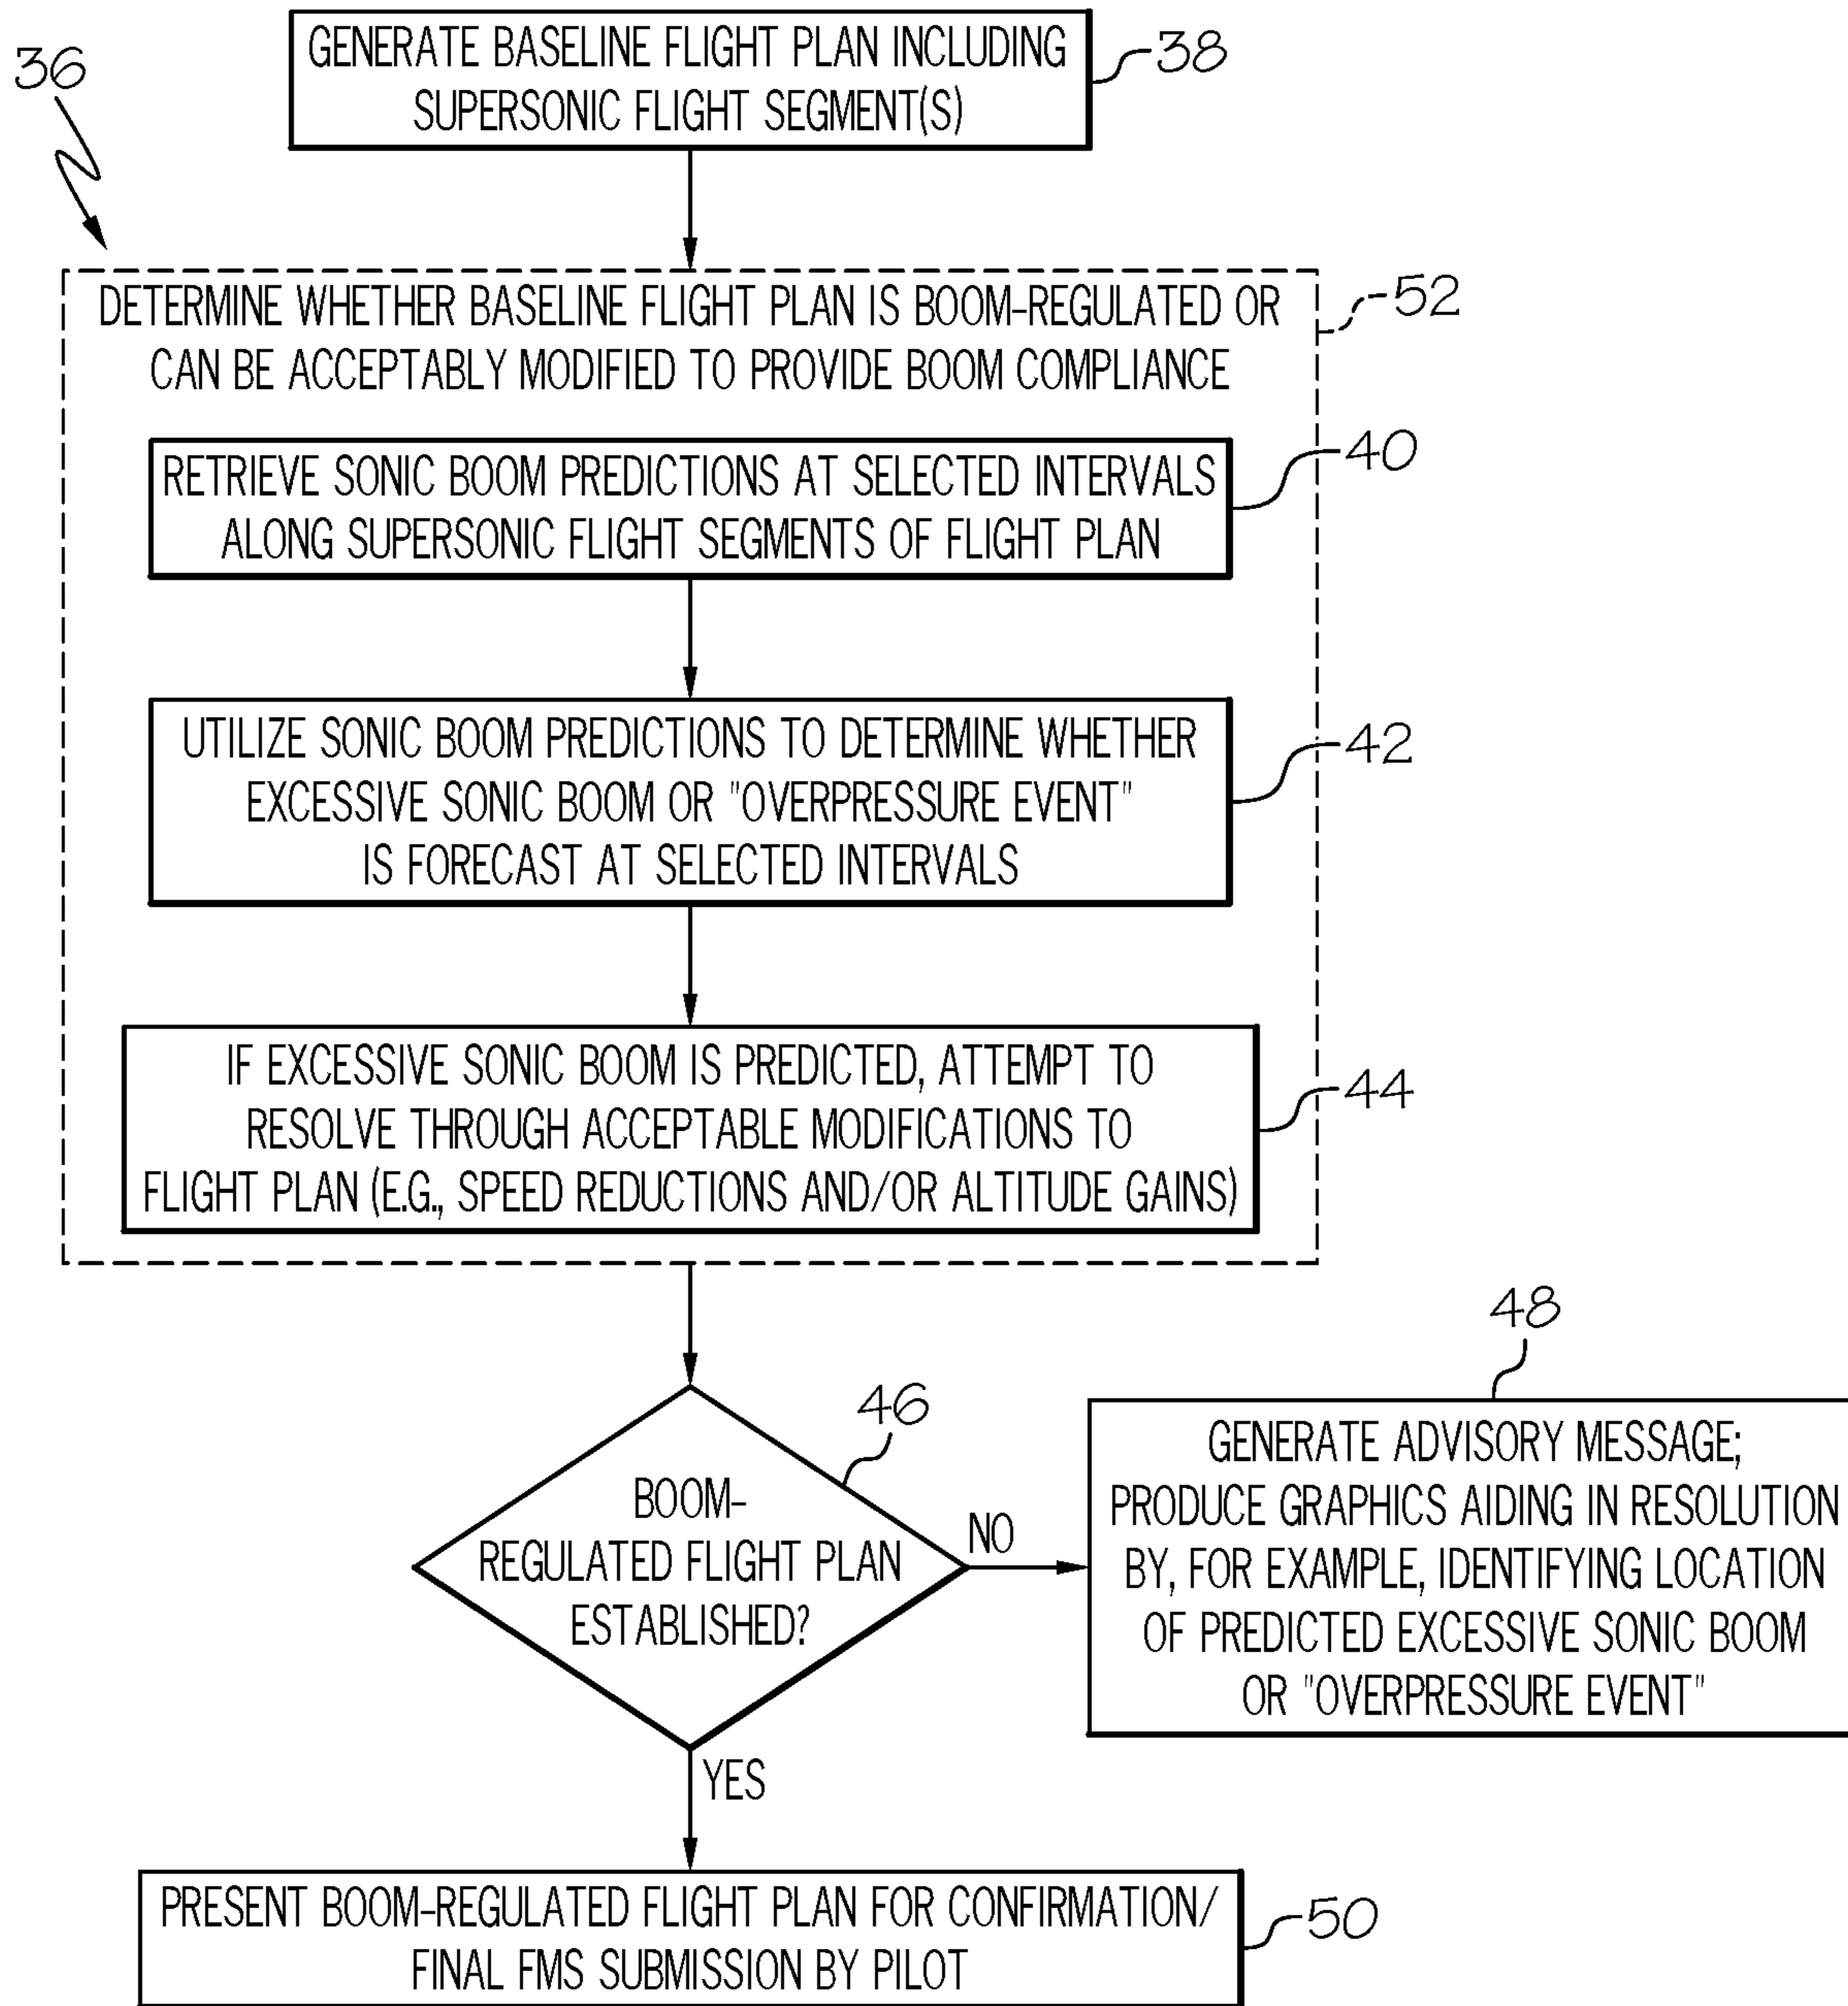 36
GENERATE BASELINE FLIGHT PLAN INCLUDING
SUPERSONIC FLIGHT SEGMENT(S)
38
DETERMINE WHETHER BASELINE FLIGHT PLAN IS BOOM-REGULATED OR
CAN BE ACCEPTABLY MODIFIED TO PROVIDE BOOM COMPLIANCE
52
RETRIEVE SONIC BOOM PREDICTIONS AT SELECTED INTERVALS
ALONG SUPERSONIC FLIGHT SEGMENTS OF FLIGHT PLAN
40
UTILIZE SONIC BOOM PREDICTIONS TO DETERMINE WHETHER
EXCESSIVE SONIC BOOM OR "OVERPRESSURE EVENT"
IS FORECAST AT SELECTED INTERVALS
42
IF EXCESSIVE SONIC BOOM IS PREDICTED, ATTEMPT TO
RESOLVE THROUGH ACCEPTABLE MODIFICATIONS TO
FLIGHT PLAN (E.G., SPEED REDUCTIONS AND/OR ALTITUDE GAINS)
44
BOOM-
REGULATED FLIGHT PLAN
ESTABLISHED?
46
NO
48
GENERATE ADVISORY MESSAGE;
PRODUCE GRAPHICS AIDING IN RESOLUTION
BY, FOR EXAMPLE, IDENTIFYING LOCATION
OF PREDICTED EXCESSIVE SONIC BOOM
OR "OVERPRESSURE EVENT"
YES
PRESENT BOOM-REGULATED FLIGHT PLAN FOR CONFIRMATION/
FINAL FMS SUBMISSION BY PILOT
50